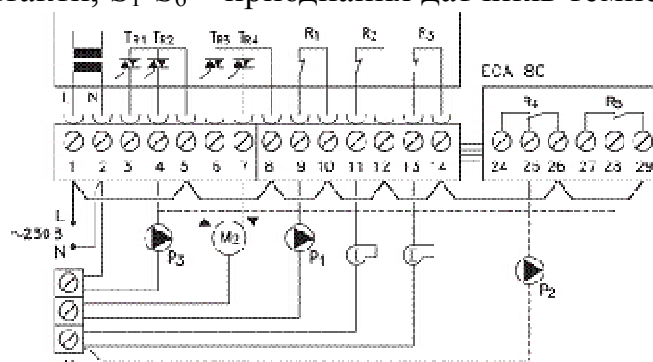 S1 S6 – приєднання датчиків
TR1 TR2 TR3 TR4 R1 R2 R3
ECA 80
L N R4 R5
1 2 3 4 5 6 7 8 9 10 11 12 13 14 24 25 26 27 28 29
L
~230 В
N
P3 M2 P1
P2